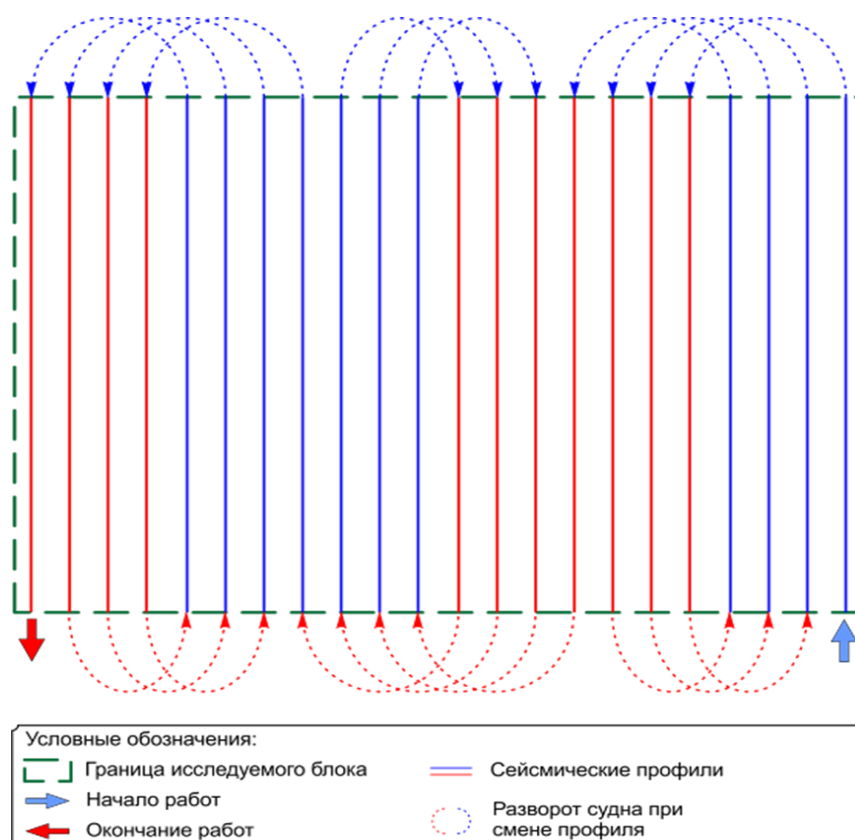 Условные обозначения:
Граница исследуемого блока
Начало работ
Окончание работ
Сейсмические профили
Разворот судна при
смене профиля